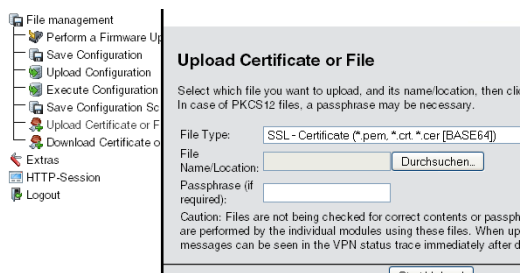 File management
Perform a Firmware Up
Save Configuration
Upload Configuration
Execute Configuration
Save Configuration Sc
Upload Certificate or F
Download Certificate o
Extras
HTTP-Session
Logout
Upload Certificate or File
Select which file you want to upload, and its name/location, then clic
In case of PKCS12 files, a passphrase may be necessary.
File Type: SSL - Certificate (*.pem, *.crt. *.cer [BASE64])
File
Name/Location: Durchsuchen...
Passphrase (if
required):
Caution: Files are not being checked for correct contents or passph
are performed by the individual modules using these files. When up
messages can be seen in the VPN status trace immediately after d